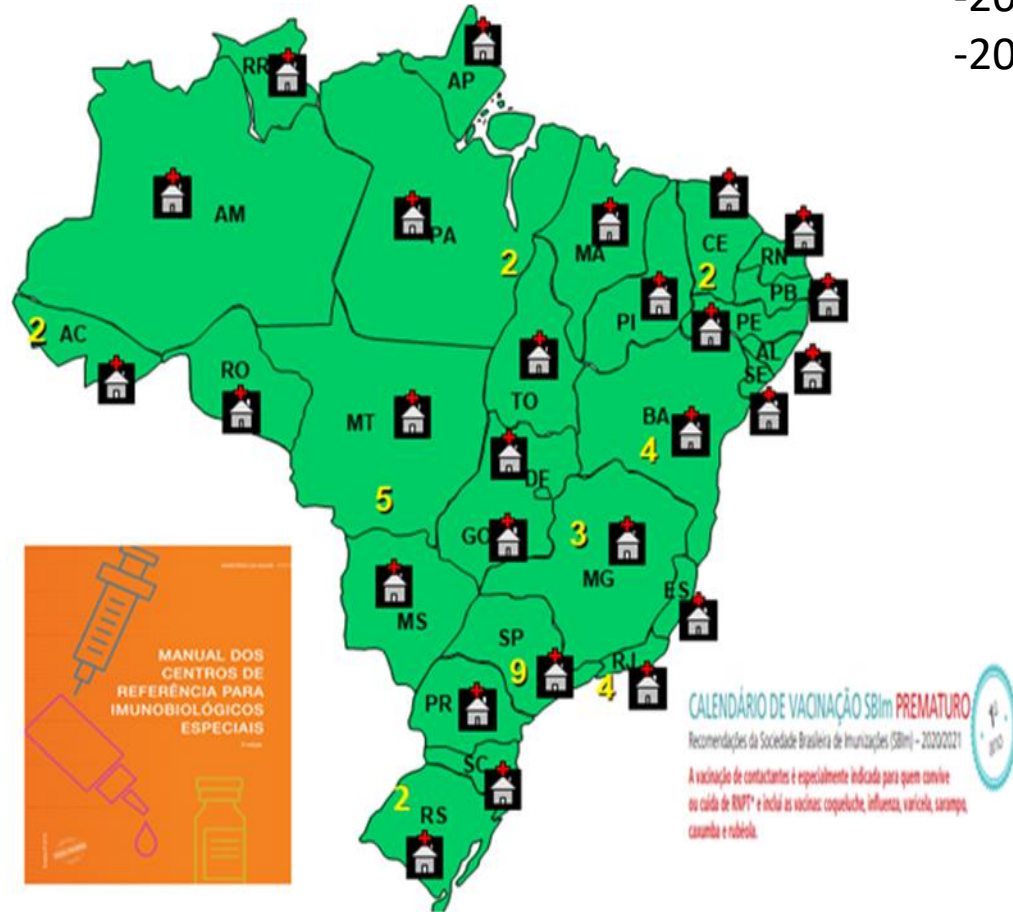 -20
-20
RR
AP
AM
PA
2
MA
CE
2
RN
PB
PI
PE
2
AC
AL
SE
RO
TO
MT
BA
4
DE
5
GO
3
MG
ES
MS
SP
9
RJ
4
PR
SC
2
RS
MANUAL DOS
CENTROS DE
REFERÊNCIA PARA
IMUNOBIOLÓGICOS
ESPECIAIS
CALENDÁRIO DE VACINAÇÃO SBIm PREMATURO
Recomendações da Sociedade Brasileira de Imunizações (SBIm) – 2020/2021
A vacinação de contactantes é especialmente indicada para quem convive
ou cuida de RNPT* e inclui as vacinas: coqueluche, influenza, varicela, sarampo,
caxumba e rubéola.